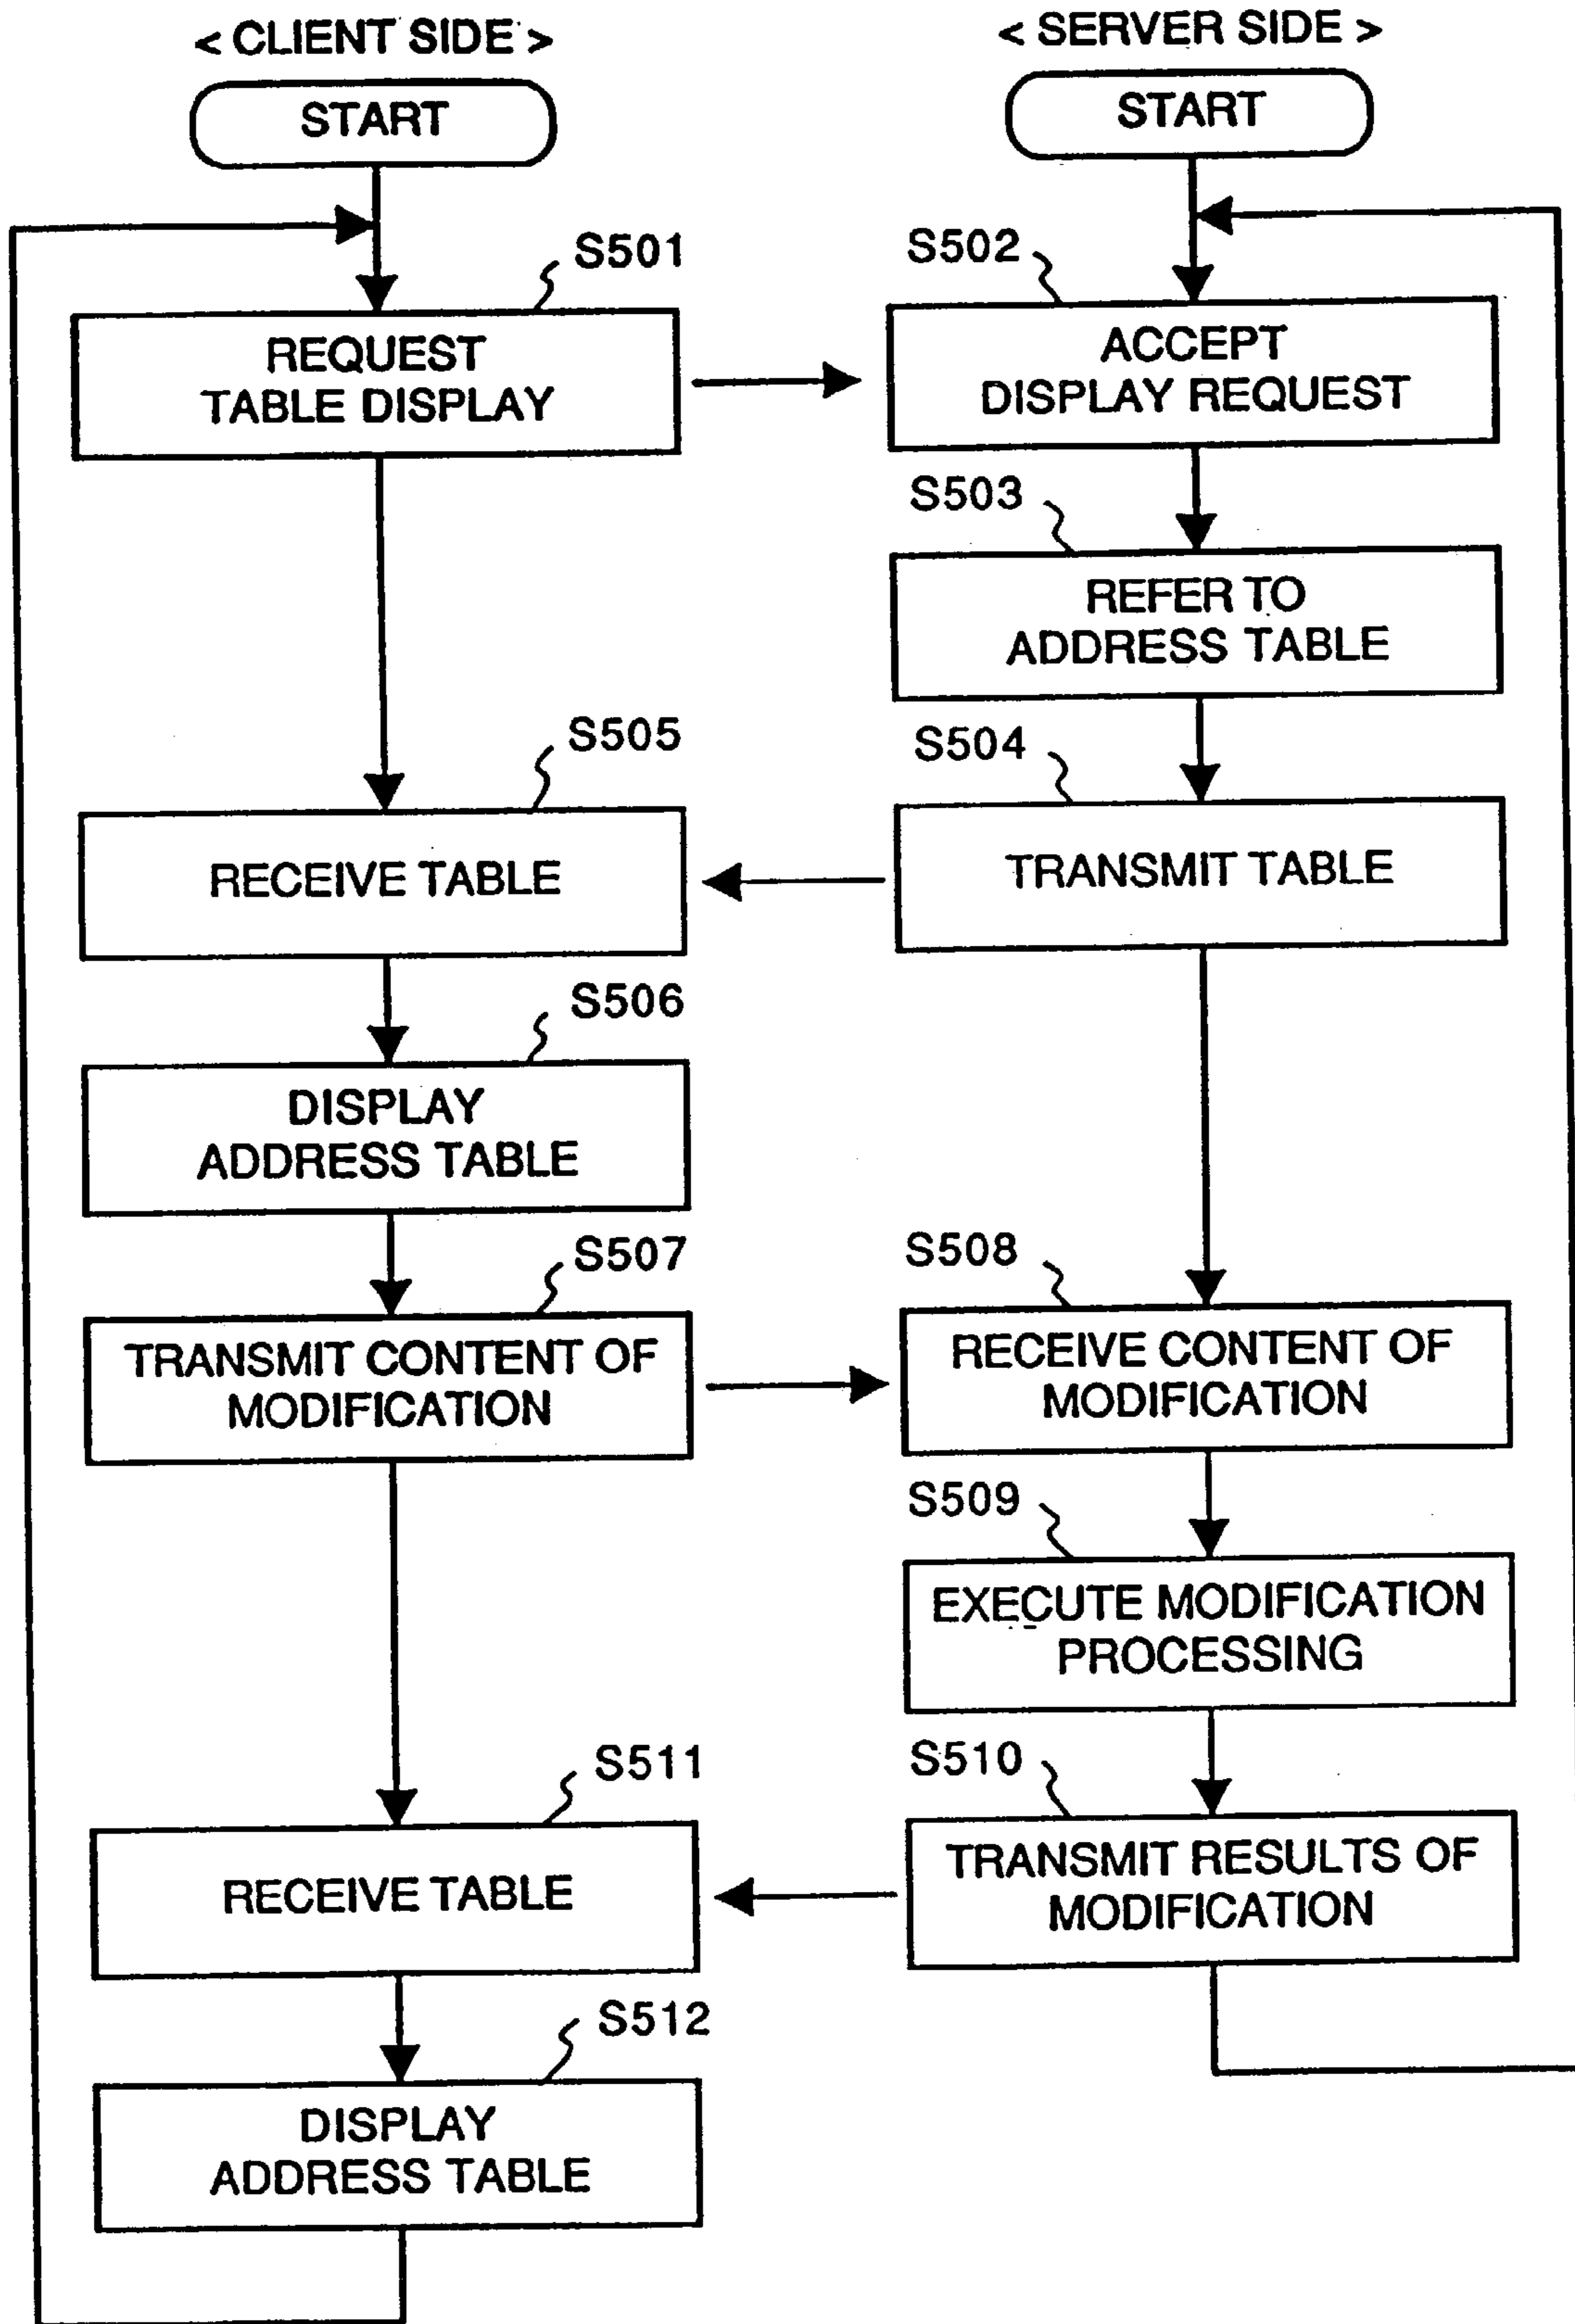 < CLIENT SIDE >
< SERVER SIDE >
START
START
S501
S502
REQUEST
TABLE DISPLAY
ACCEPT
DISPLAY REQUEST
S503
REFER TO
ADDRESS TABLE
S505
S504
RECEIVE TABLE
TRANSMIT TABLE
S506
DISPLAY
ADDRESS TABLE
S507
S508
TRANSMIT CONTENT OF
MODIFICATION
RECEIVE CONTENT OF
MODIFICATION
S509
EXECUTE MODIFICATION
PROCESSING
S511
S510
RECEIVE TABLE
TRANSMIT RESULTS OF
MODIFICATION
S512
DISPLAY
ADDRESS TABLE